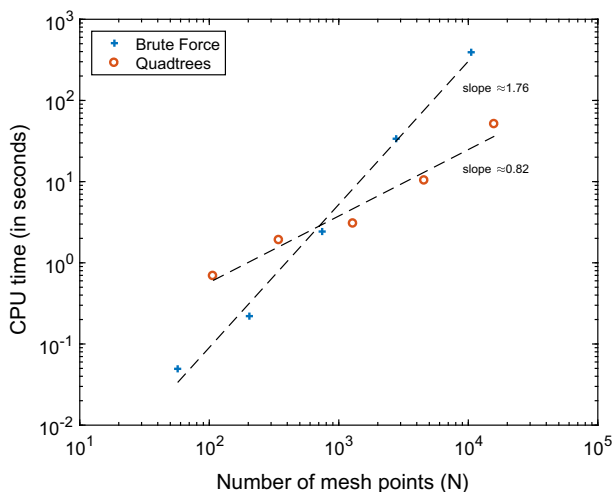 Brute Force
Quadtrees
slope ≈1.76
slope ≈0.82
10^3
10^2
10^1
10^0
10^-1
10^-2
10^1
10^2
10^3
10^4
10^5
CPU time (in seconds)
Number of mesh points (N)